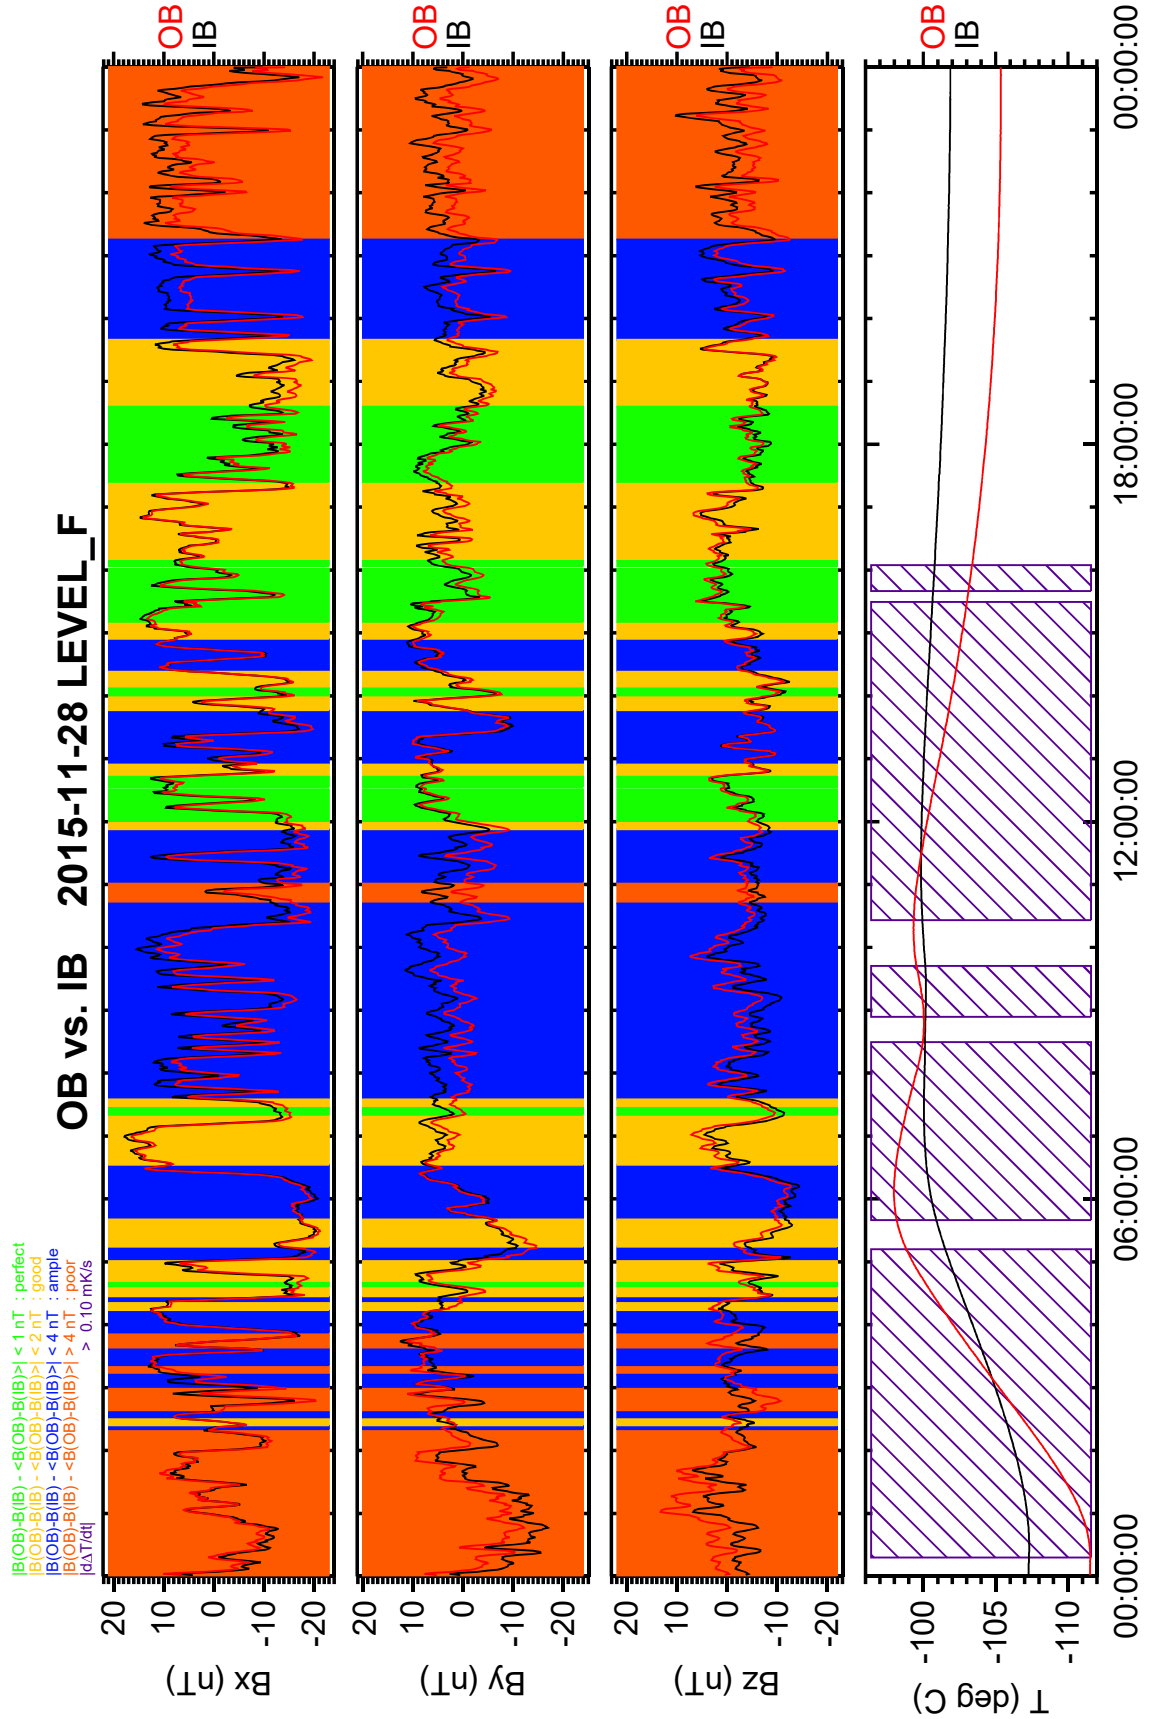 OB vs. IB 2015-11-28 LEVEL_F
|B(OB)-B(IB) - <B(OB)-B(IB)>| < 1 nT : perfect
|B(OB)-B(IB) - <B(OB)-B(IB)>| < 2 nT : good
|B(OB)-B(IB) - <B(OB)-B(IB)>| < 4 nT : ample
|B(OB)-B(IB) - <B(OB)-B(IB)>| > 4 nT : poor
|dΔT/dt| > 0.10 mK/s
Bx (nT)
20
10
0
-10
-20
OB
IB
By (nT)
20
10
0
-10
-20
OB
IB
Bz (nT)
20
10
0
-10
-20
OB
IB
T (deg C)
-100
-105
-110
OB
IB
00:00:00
06:00:00
12:00:00
18:00:00
00:00:00